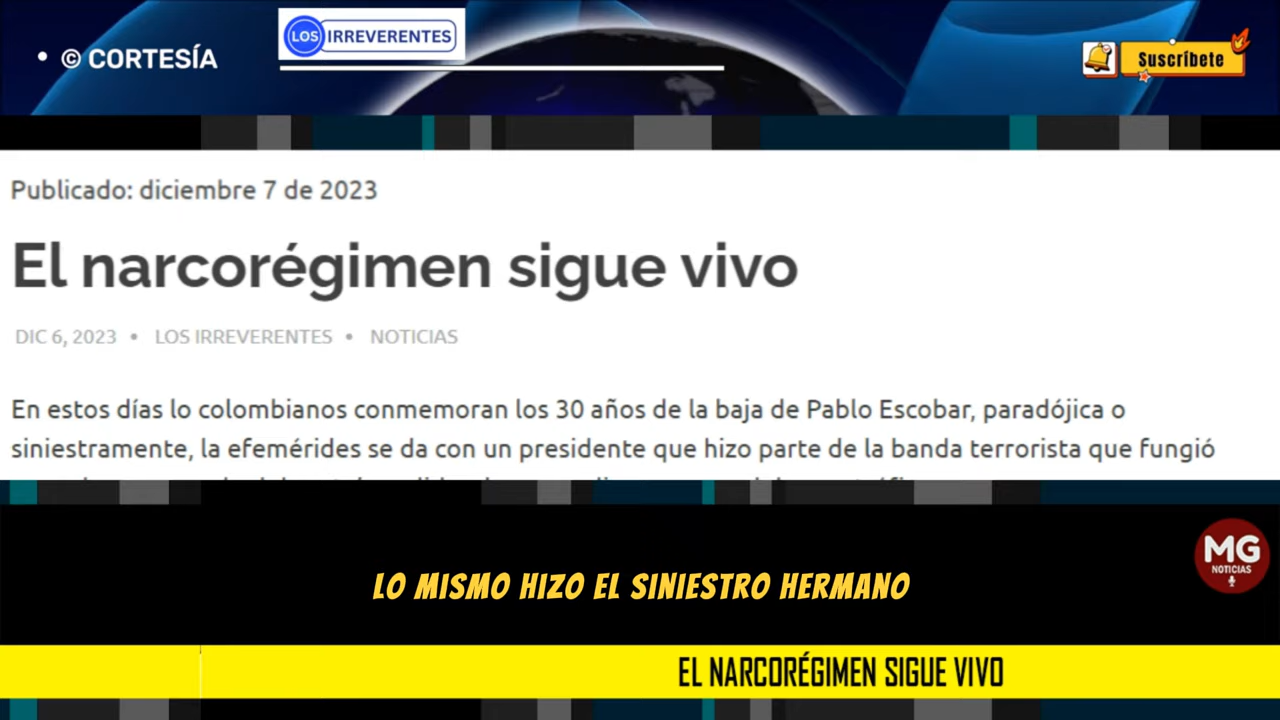 • © CORTESÍA
LOS IRREVERENTES
Suscríbete
Publicado: diciembre 7 de 2023
El narcorégimen sigue vivo
DIC 6, 2023 • LOS IRREVERENTES • NOTICIAS
En estos días lo colombianos conmemoran los 30 años de la baja de Pablo Escobar, paradójica o
siniestramente, la efemérides se da con un presidente que hizo parte de la banda terrorista que fungió
MG
NOTICIAS
LO MISMO HIZO EL SINIESTRO HERMANO
EL NARCORÉGIMEN SIGUE VIVO